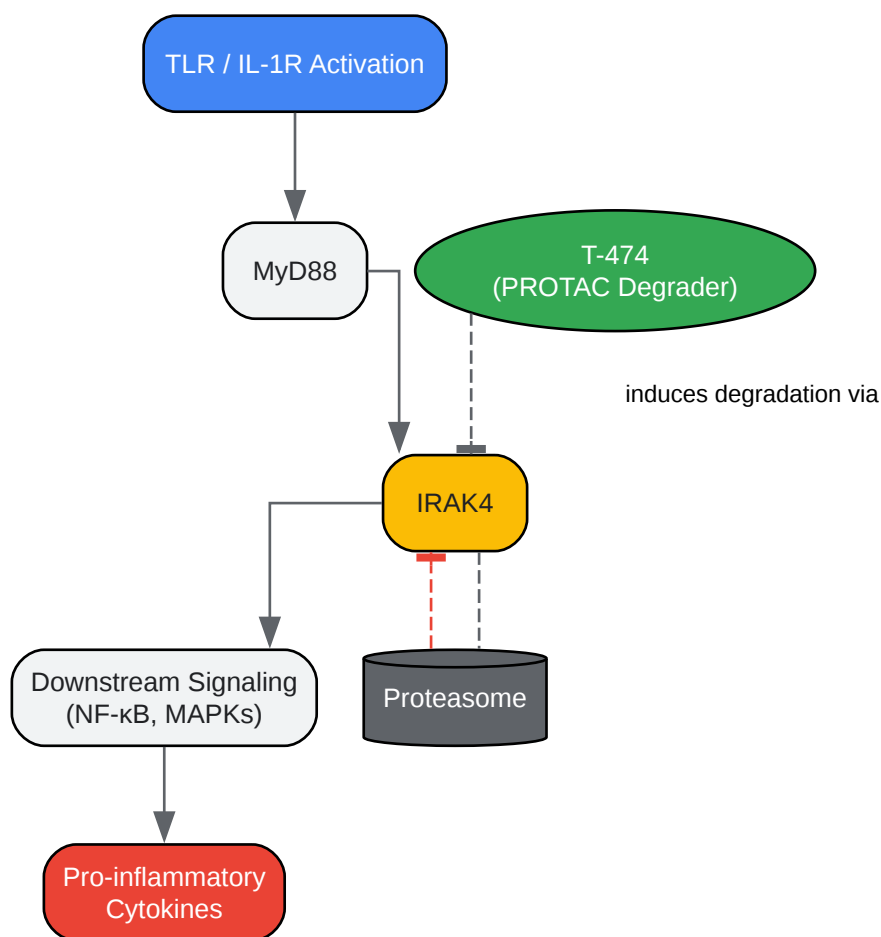 TLR / IL-1R Activation
MyD88
T-474
(PROTAC Degrader)
induces degradation via
IRAK4
Downstream Signaling
(NF-κB, MAPKs)
Proteasome
Pro-inflammatory
Cytokines